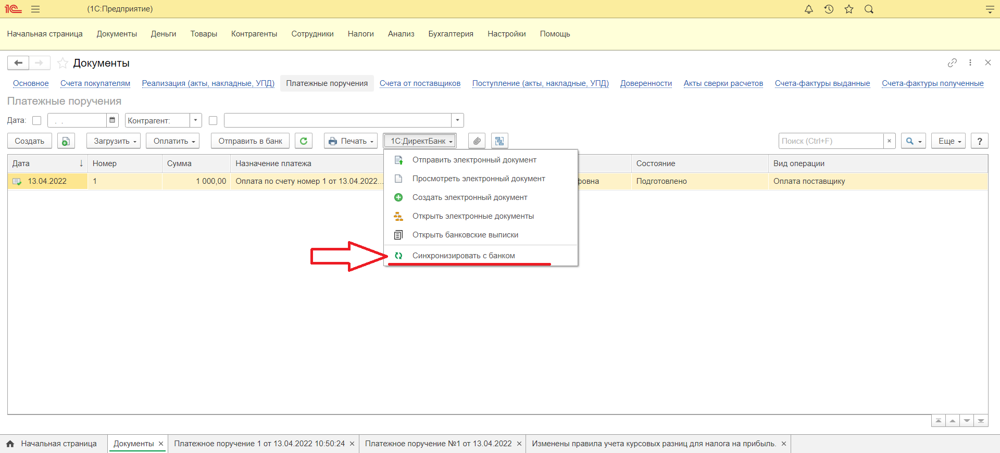 1С (1С:Предприятие)
Начальная страница Документы Деньги Товары Контрагенты Сотрудники Налоги Анализ Бухгалтерия Настройки Помощь
Документы
Основное Счета покупателям Реализация (акты, накладные, УПД) Платежные поручения Счета от поставщиков Поступление (акты, накладные, УПД) Доверенности Акты сверки расчетов Счета-фактуры выданные Счета-фактуры полученные
Платежные поручения
Дата: . . Контрагент:
Создать Загрузить Оплатить Отправить в банк Печать 1С:ДиректБанк Поиск (Ctrl+F) × Еще ?
Дата ↓ Номер Сумма Назначение платежа Состояние Вид операции
13.04.2022 1 1 000,00 Оплата по счету номер 1 от 13.04.2022... ровна Подготовлено Оплата поставщику
Отправить электронный документ
Просмотреть электронный документ
Создать электронный документ
Открыть электронные документы
Открыть банковские выписки
Синхронизировать с банком
Начальная страница Документы × Платежное поручение 1 от 13.04.2022 10:50:24 × Платежное поручение №1 от 13.04.2022 × Изменены правила учета курсовых разниц для налога на прибыль. ×